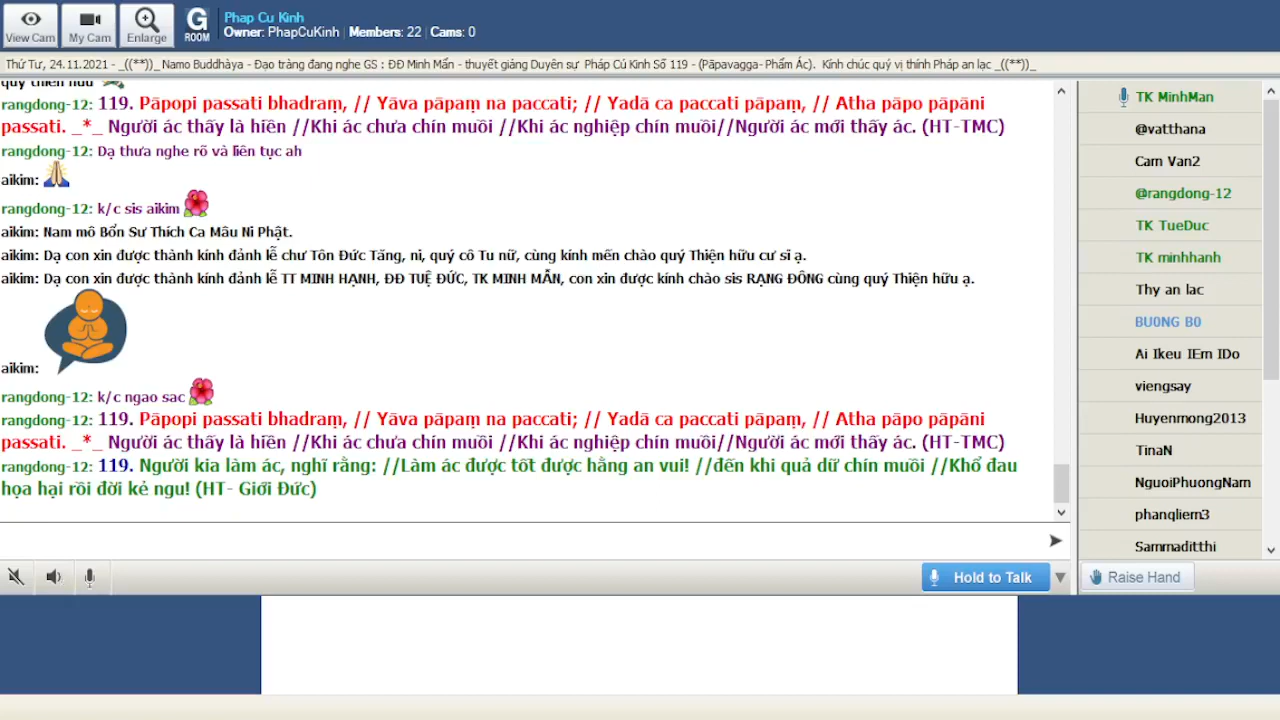 View Cam
My Cam
Enlarge
G
ROOM
Phap Cu Kinh
Owner: PhapCuKinh | Members: 22 | Cams: 0
Thứ Tư, 24.11.2021 - _((**))_ Namo Buddhàya - Đạo tràng đang nghe GS : ĐĐ Minh Mẫn - thuyết giảng Duyên sự Pháp Cú Kinh Số 119 - (Pāpavagga- Phẩm Ác). Kính chúc quý vị thính Pháp an lạc _((**))_
rangdong-12: 119. Pāpopi passati bhadraṃ, // Yāva pāpaṃ na paccati; // Yadā ca paccati pāpaṃ, // Atha pāpo pāpāni
passati. _*_ Người ác thấy là hiền //Khi ác chưa chín muồi //Khi ác nghiệp chín muồi//Người ác mới thấy ác. (HT-TMC)
rangdong-12: Dạ thưa nghe rõ và liên tục ah
aikim:
rangdong-12: k/c sis aikim
aikim: Nam mô Bổn Sư Thích Ca Mâu Ni Phật.
aikim: Dạ con xin được thành kính đảnh lễ chư Tôn Đức Tăng, ni, quý cô Tu nữ, cùng kính mến chào quý Thiện hữu cư sĩ ạ.
aikim: Dạ con xin được thành kính đảnh lễ TT MINH HẠNH, ĐĐ TUỆ ĐỨC, TK MINH MẪN, con xin được kính chào sis RẠNG ĐÔNG cùng quý Thiện hữu ạ.
aikim:
rangdong-12: k/c ngao sac
rangdong-12: 119. Pāpopi passati bhadraṃ, // Yāva pāpaṃ na paccati; // Yadā ca paccati pāpaṃ, // Atha pāpo pāpāni
passati. _*_ Người ác thấy là hiền //Khi ác chưa chín muồi //Khi ác nghiệp chín muồi//Người ác mới thấy ác. (HT-TMC)
rangdong-12: 119. Người kia làm ác, nghĩ rằng: //Làm ác được tốt được hằng an vui! //đến khi quả dữ chín muồi //Khổ đau
họa hại rồi đời kẻ ngu! (HT- Giới Đức)
TK MinhMan
@vatthana
Cam Van2
@rangdong-12
TK TueDuc
TK minhhanh
Thy an lac
BU0NG B0
Ai Ikeu IEm IDo
viengsay
Huyenmong2013
TinaN
NguoiPhuongNam
phanqliem3
Sammaditthi
Hold to Talk
Raise Hand